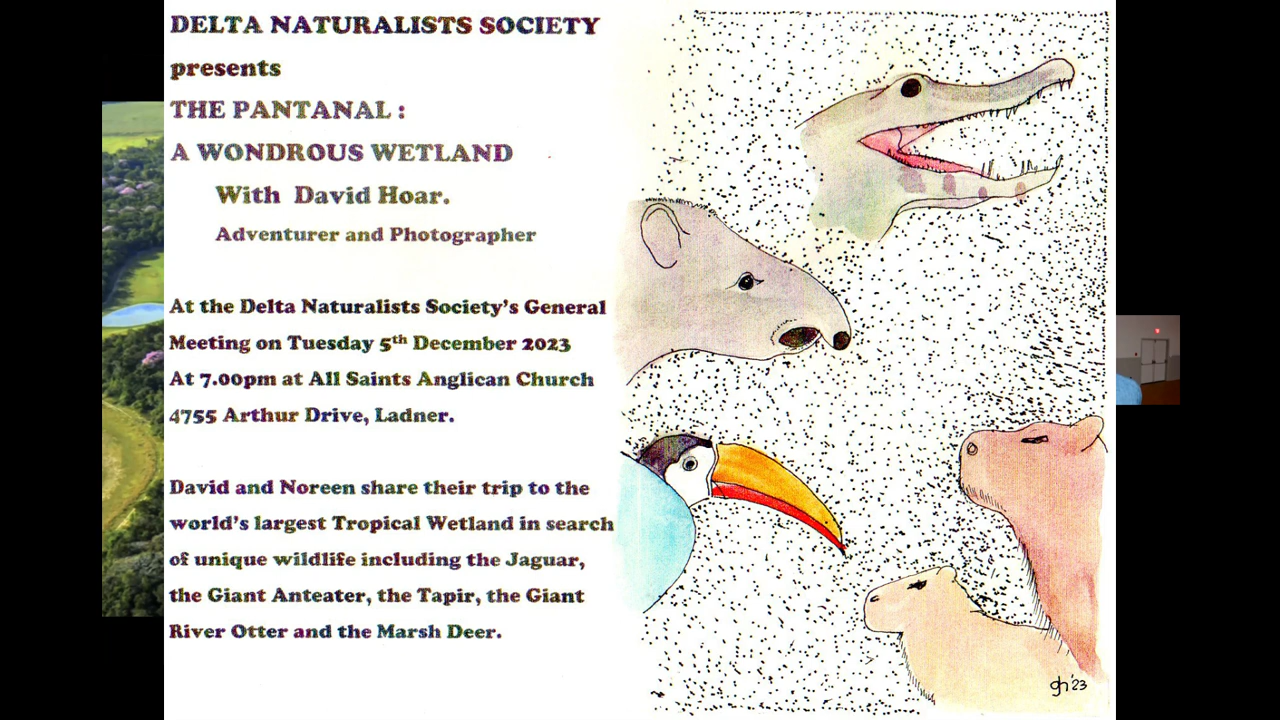 DELTA NATURALISTS SOCIETY
presents
THE PANTANAL :
A WONDROUS WETLAND
With David Hoar.
Adventurer and Photographer
At the Delta Naturalists Society's General
Meeting on Tuesday 5th December 2023
At 7.00pm at All Saints Anglican Church
4755 Arthur Drive, Ladner.
David and Noreen share their trip to the
world's largest Tropical Wetland in search
of unique wildlife including the Jaguar,
the Giant Anteater, the Tapir, the Giant
River Otter and the Marsh Deer.
gh '23